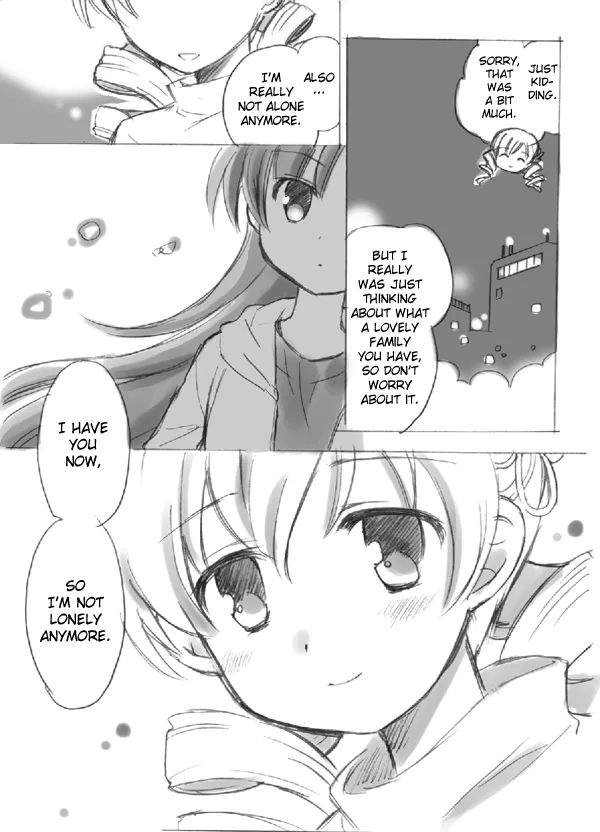 JUST
KID-
DING.
SORRY,
THAT
WAS
A BIT
MUCH.
BUT I
REALLY
WAS JUST
THINKING
ABOUT WHAT
A LOVELY
FAMILY
YOU HAVE,
SO DON'T
WORRY
ABOUT IT.
ALSO
...
I'M
REALLY
NOT ALONE
ANYMORE.
I HAVE
YOU
NOW,
SO
I'M NOT
LONELY
ANYMORE.